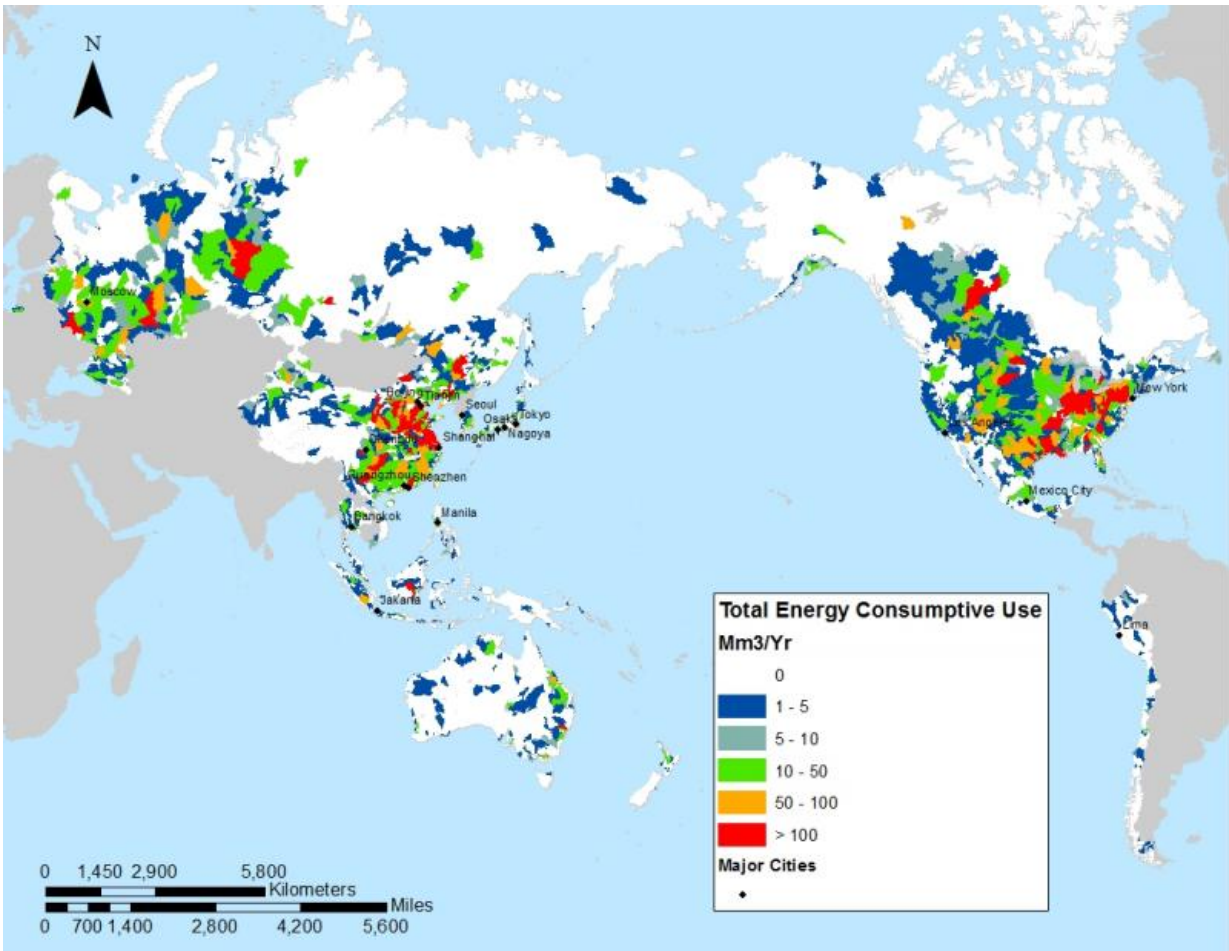 N
Moscow
Beijing
Tianjin
Seoul
Osaka
Tokyo
Nagoya
Shanghai
Guangzhou
Shenzhen
Bangkok
Manila
Jakarta
New York
Los Angeles
Mexico City
Lima
Total Energy Consumptive Use
Mm3/Yr
0
1 - 5
5 - 10
10 - 50
50 - 100
> 100
Major Cities
0 1,450 2,900 5,800
Kilometers
Miles
0 700 1,400 2,800 4,200 5,600